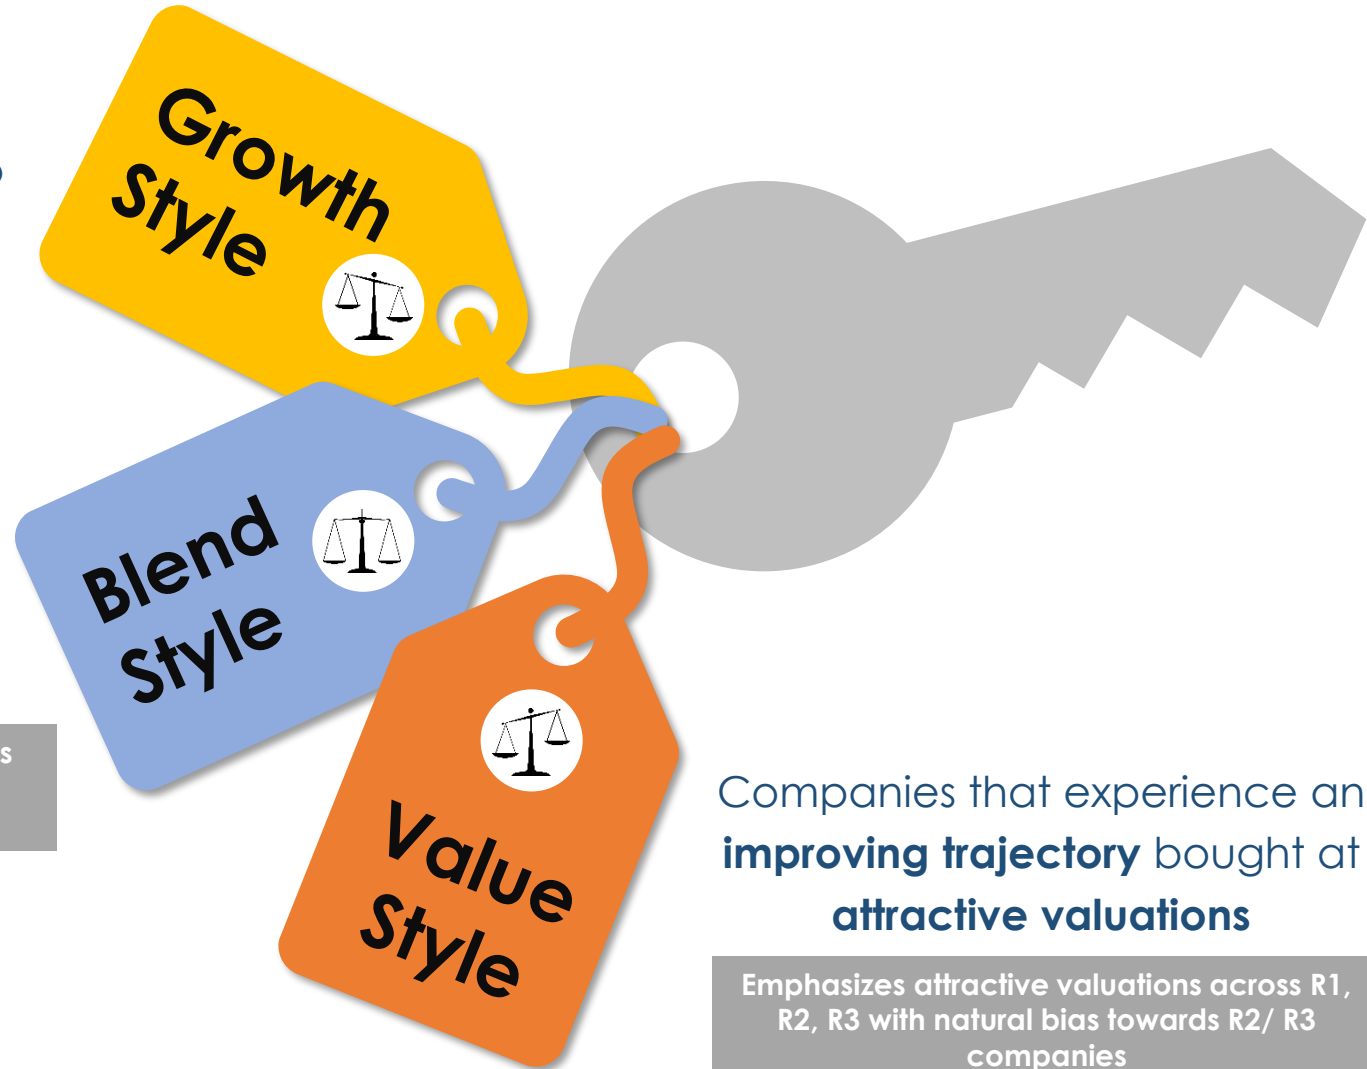 Growth
Style
Blend
Style
s
Value
Style
Companies that experience an
improving trajectory bought at
attractive valuations
Emphasizes attractive valuations across R1,
R2, R3 with natural bias towards R2/ R3
companies